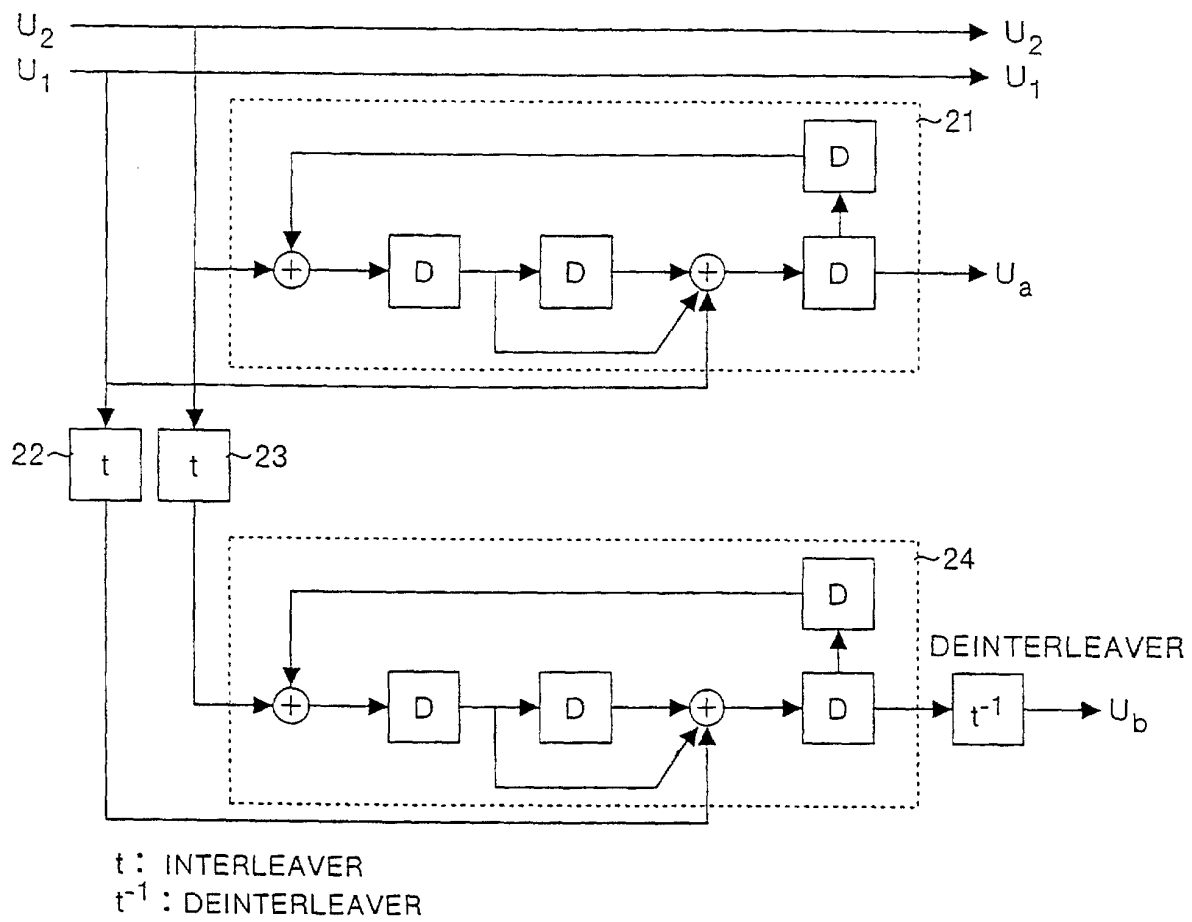 U2 U2
U1 U1
21
D
D D D Ua
22 t t 23
24
D
DEINTERLEAVER
D D D t-1 Ub
t : INTERLEAVER
t-1 : DEINTERLEAVER